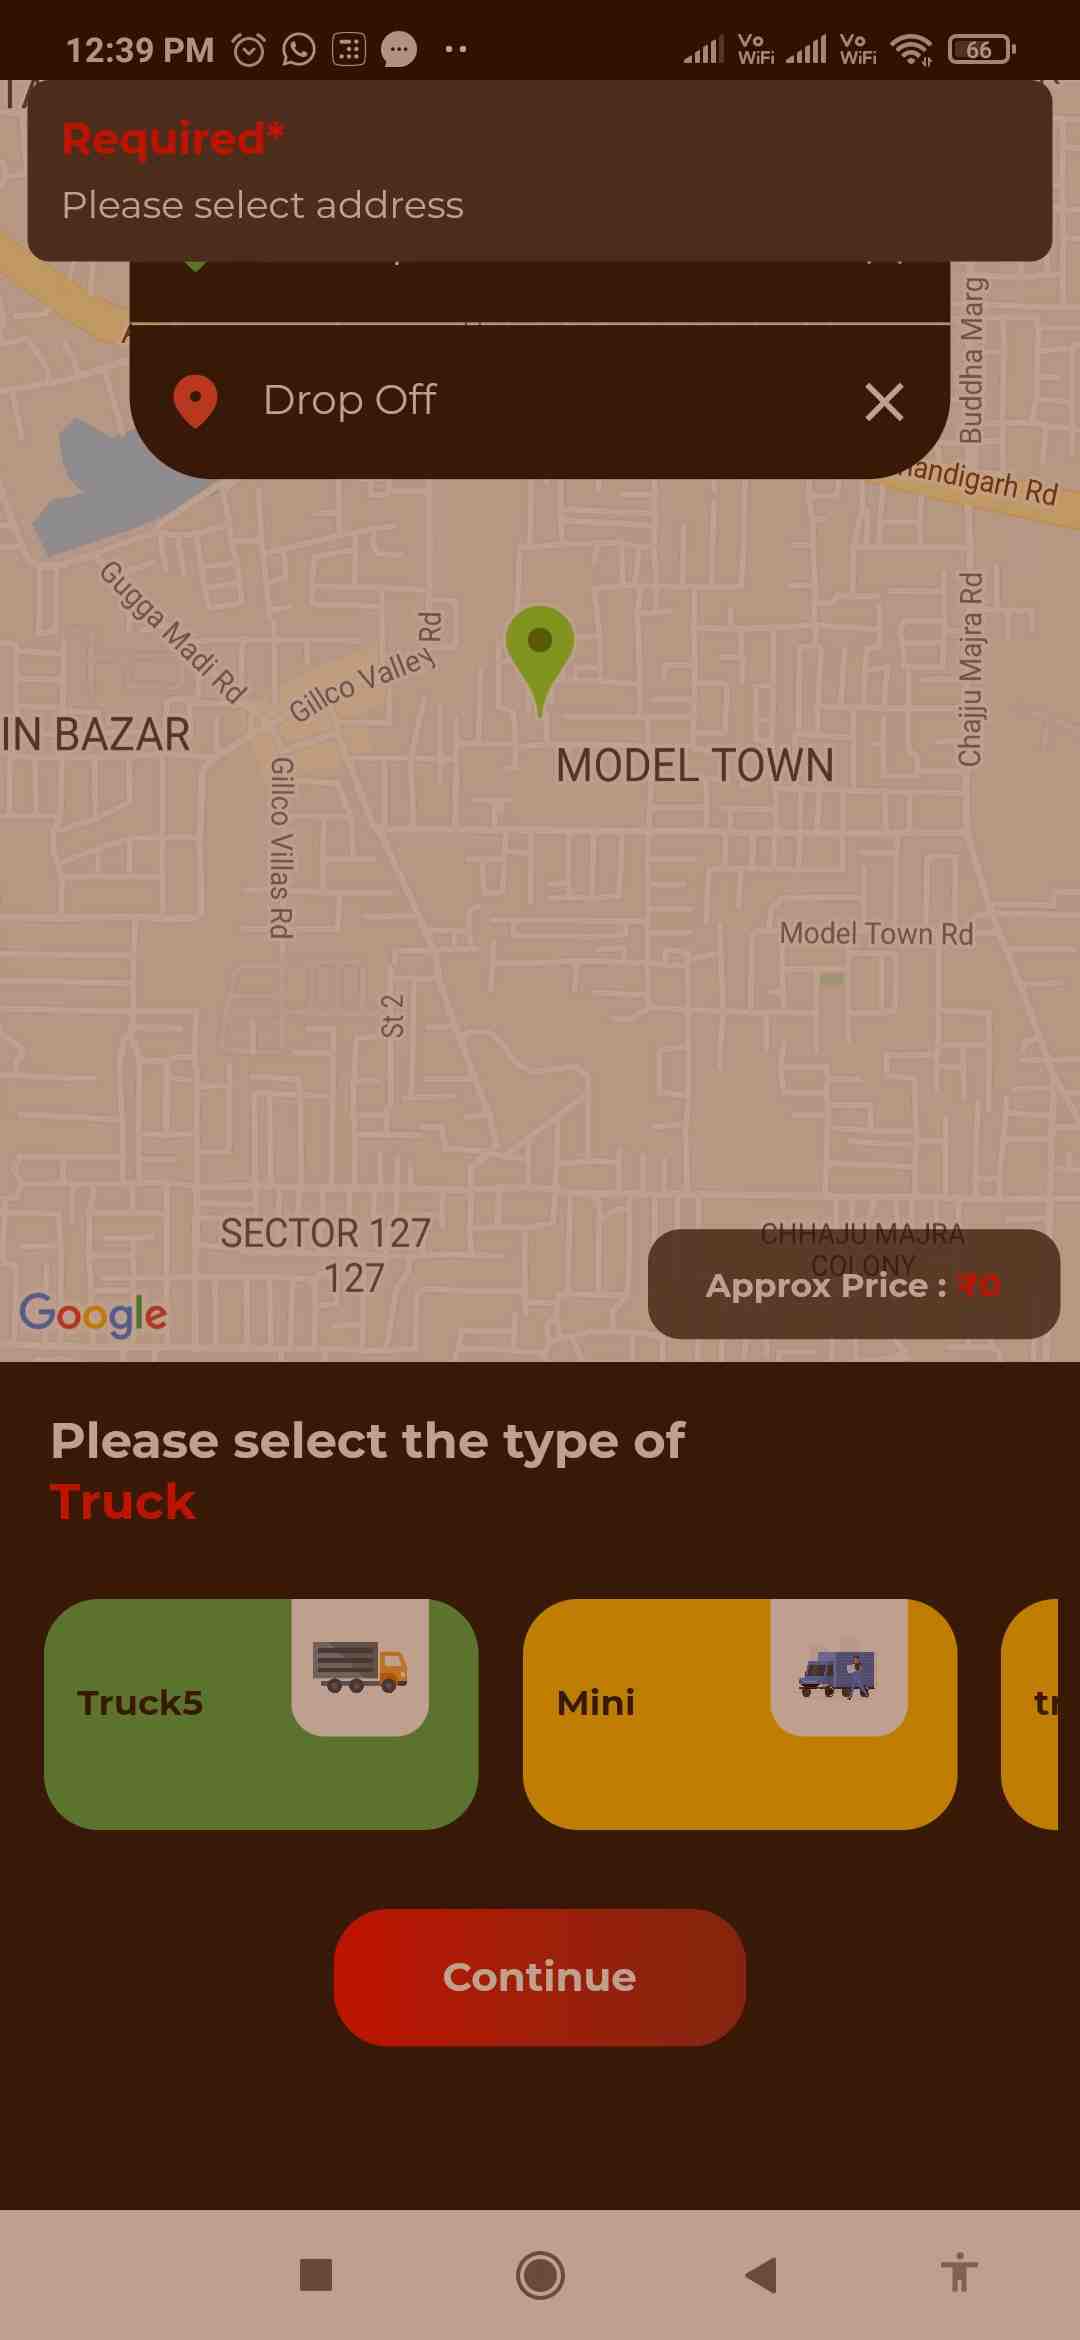 12:39 PM
Vo
WiFi
Vo
WiFi
66
Required*
Please select address
Drop Off
Buddha Marg
handigarh Rd
Gugga Madi Rd
Gillco Valley Rd
Chajju Majra Rd
IN BAZAR
MODEL TOWN
Gillco Villas Rd
Model Town Rd
St 2
SECTOR 127
127
CHHAJU MAJRA
COLONY
Approx Price : ₹0
Google
Please select the type of
Truck
Truck5
Mini
tr
Continue